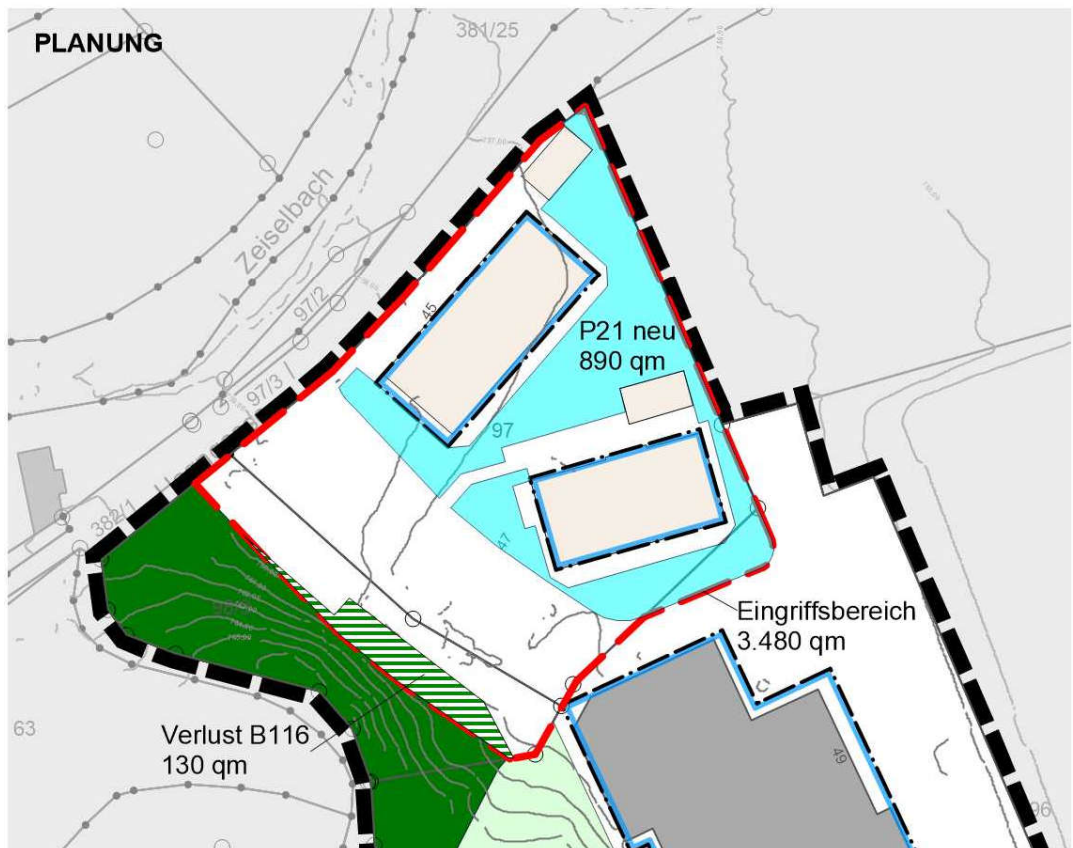 PLANUNG
381/25
Zeiselbach
97/2
45
97/3
P21 neu
890 qm
97
382/1
47
Eingriffsbereich
3.480 qm
Verlust B116
130 qm
63
49
96